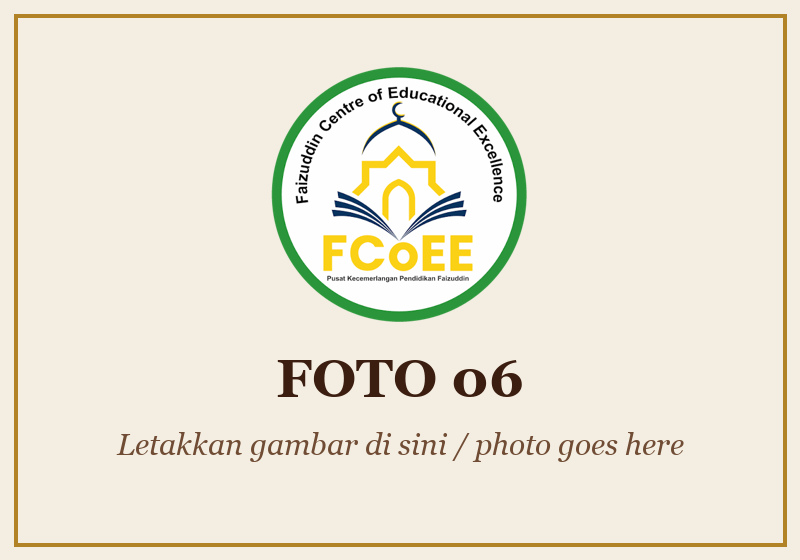 Faizuddin Centre of Educational Excellence
FCoEE
Pusat Kecemerlangan Pendidikan Faizuddin
FOTO 06
Letakkan gambar di sini / photo goes here